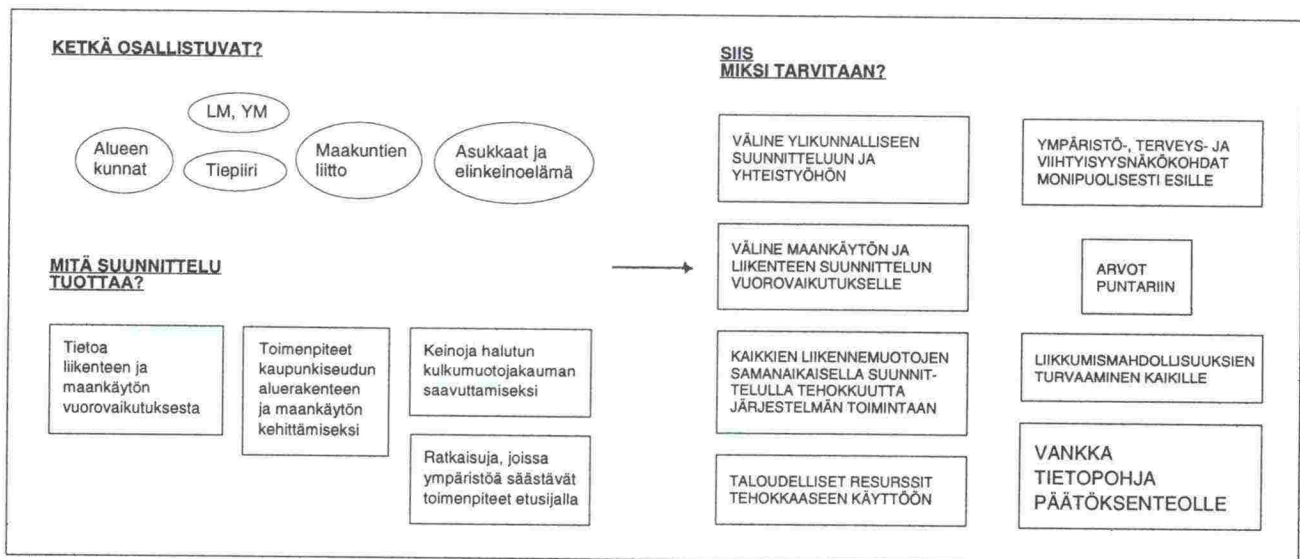 KETKÄ OSALLISTUVAT?
LM, YM
Alueen
kunnat
Tiepiiri
Maakuntien
liitto
Asukkaat ja
elinkeinoelämä
MITÄ SUUNNITTELU
TUOTTAA?
Tietoa
liikenteen ja
maankäytön
vuorovaikutuksesta
Toimenpiteet
kaupunkiseudun
aluerakenteen
ja maankäytön
kehittämiseksi
Keinoja halutun
kulkumuotojakauman
saavuttamiseksi
Ratkaisuja, joissa
ympäristöä säästävät
toimenpiteet etusijalla
SIIS
MIKSI TARVITAAN?
VÄLINE YLIKUNNALLISEEN
SUUNNITTELUUN JA
YHTEISTYÖHÖN
YMPÄRISTÖ-, TERVEYS- JA
VIIHTYISYYSNÄKÖKOHDAT
MONIPUOLISESTI ESILLE
VÄLINE MAANKÄYTÖN JA
LIIKENTEEN SUUNNITTELUN
VUOROVAIKUTUKSELLE
ARVOT
PUNTARIIN
KAIKKIEN LIIKENNEMUOTOJEN
SAMANAIKAISELLA SUUNNIT-
TELULLA TEHOKKUUTTA
JÄRJESTELMÄN TOIMINTAAN
LIIKKUMISMAHDOLLISUUKSIEN
TURVAAMINEN KAIKILLE
TALOUDELLISET RESURSSIT
TEHOKKAASEEN KÄYTTÖÖN
VANKKA
TIETOPOHJA
PÄÄTÖKSENTEOLLE